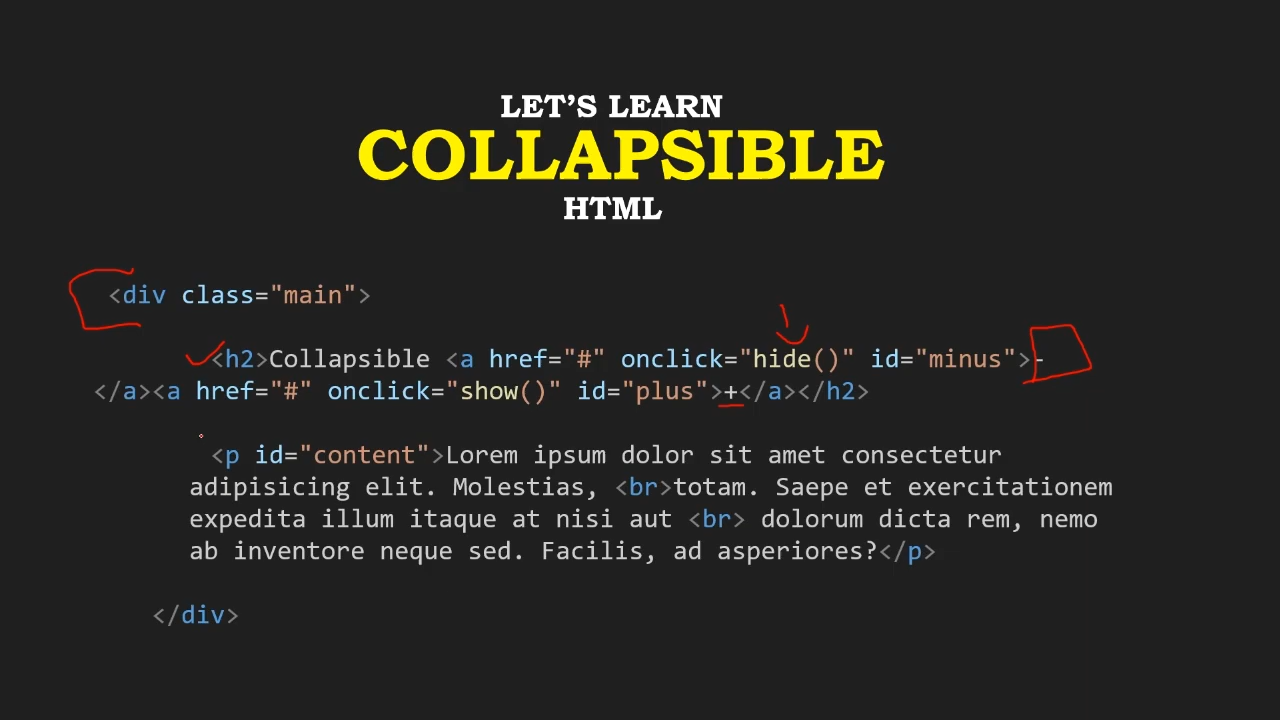 LET’S LEARN
COLLAPSIBLE
HTML
<div class="main">
<h2>Collapsible <a href="#" onclick="hide()" id="minus">-
</a><a href="#" onclick="show()" id="plus">+</a></h2>
<p id="content">Lorem ipsum dolor sit amet consectetur
adipisicing elit. Molestias, <br>totam. Saepe et exercitationem
expedita illum itaque at nisi aut <br> dolorum dicta rem, nemo
ab inventore neque sed. Facilis, ad asperiores?</p>
</div>